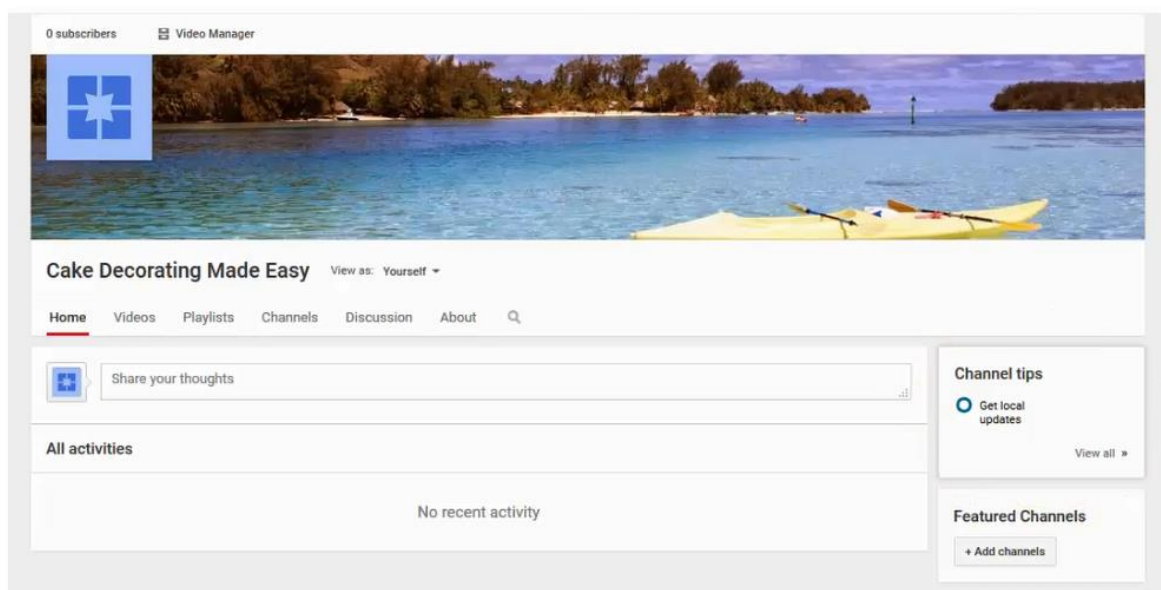 0 subscribers Video Manager
Cake Decorating Made Easy View as: Yourself
Home Videos Playlists Channels Discussion About
Share your thoughts
Channel tips
Get local
updates
View all »
All activities
No recent activity
Featured Channels
+ Add channels